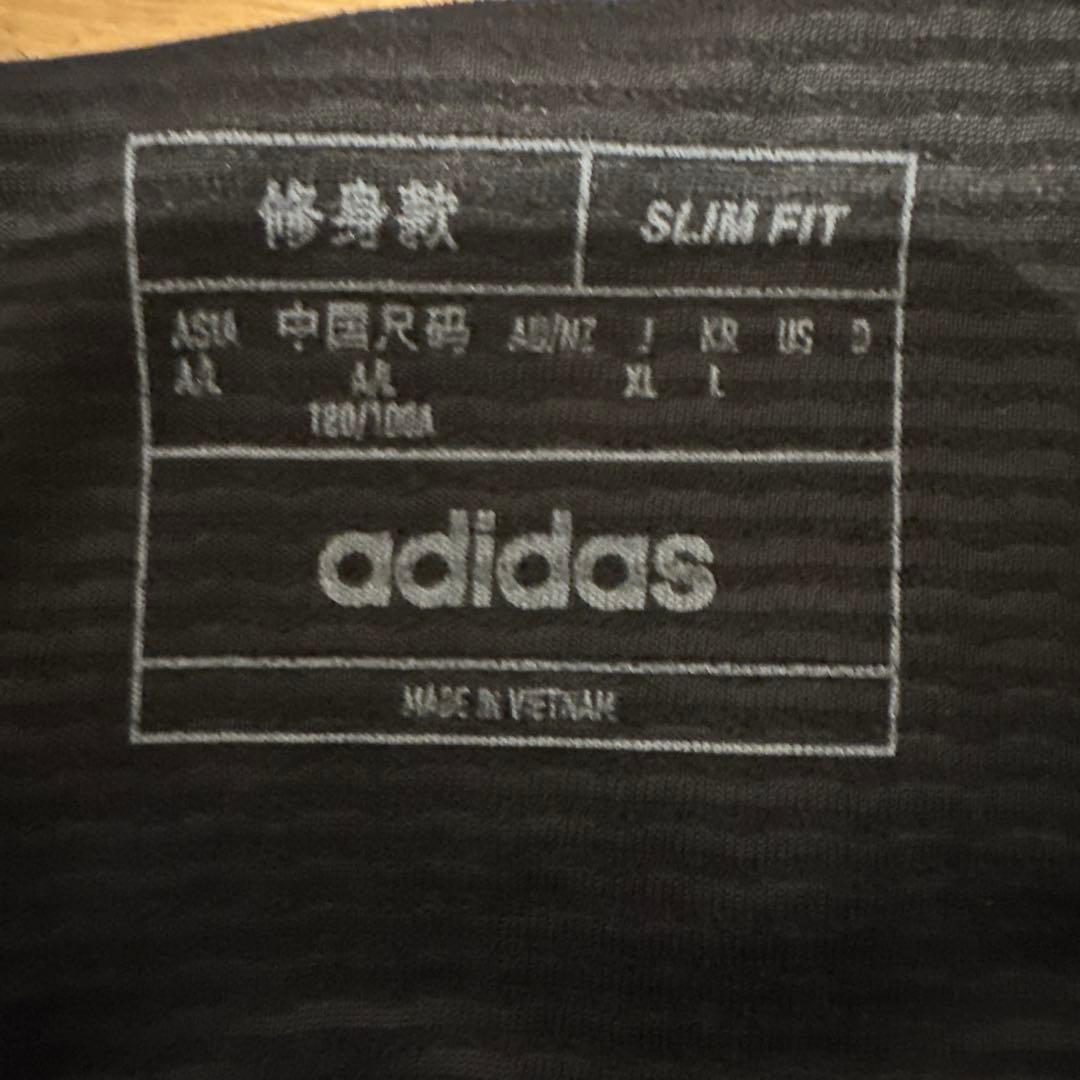 修身款 SLIM FIT
ASIA 中国尺码 AU/NZ J KR US D
A/L A/L XL L
180/100A
adidas
MADE IN VIETNAM